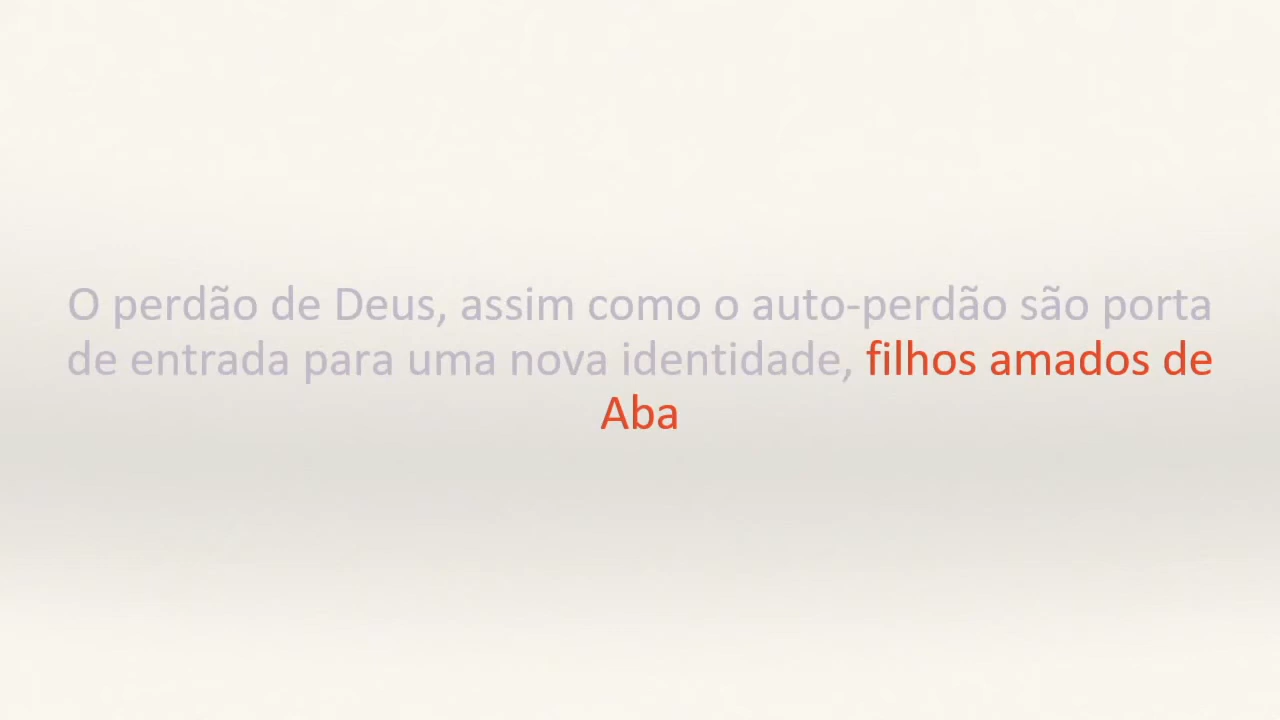 O perdão de Deus, assim como o auto-perdão são porta
de entrada para uma nova identidade, filhos amados de
Aba